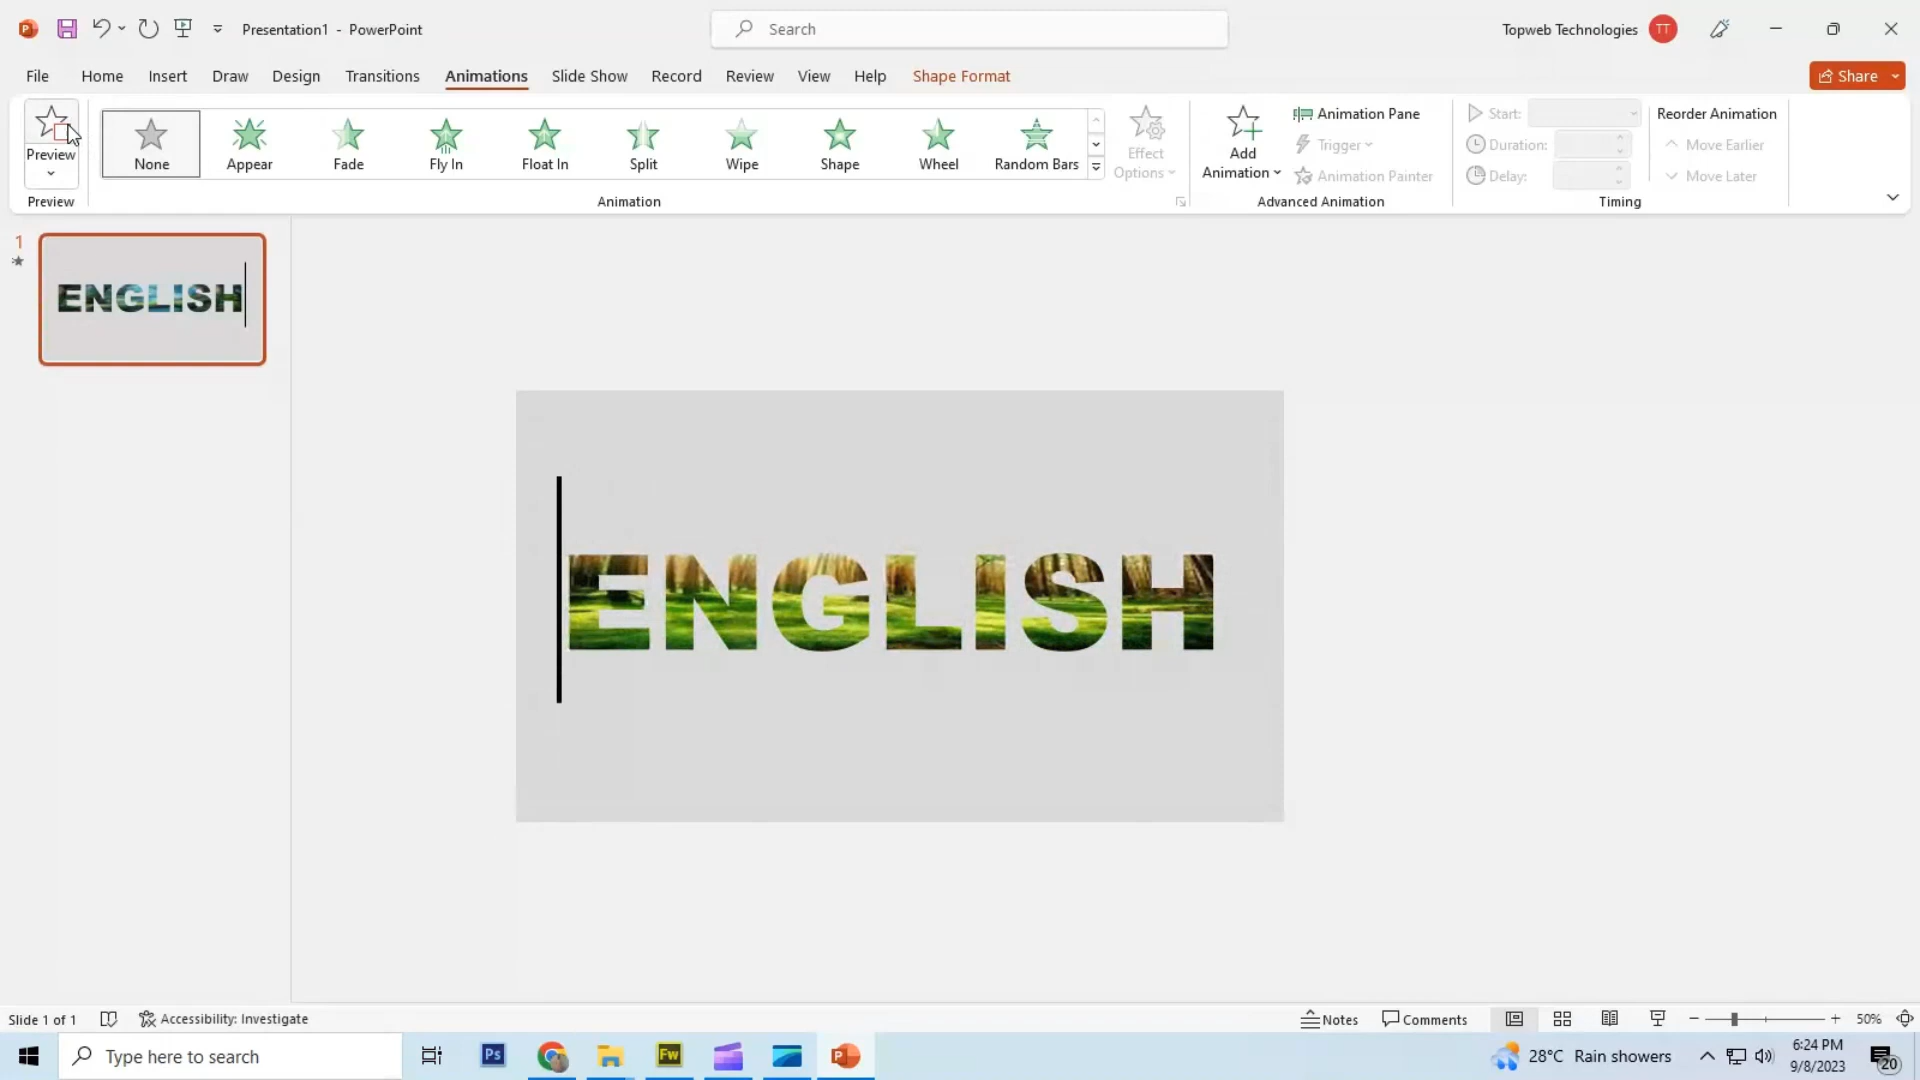 Presentation1 - PowerPoint
Search
Topweb Technologies
TT
File
Home
Insert
Draw
Design
Transitions
Animations
Slide Show
Record
Review
View
Help
Shape Format
Share
Preview
None
Appear
Fade
Fly In
Float In
Split
Wipe
Shape
Wheel
Random Bars
Effect
Options
Add
Animation
Animation Pane
Trigger
Animation Painter
Start:
Duration:
Delay:
Reorder Animation
Move Earlier
Move Later
Preview
Animation
Advanced Animation
Timing
1
ENGLISH
ENGLISH
Slide 1 of 1
Accessibility: Investigate
Notes
Comments
50%
Type here to search
Ps
Fw
28°C Rain showers
6:24 PM
9/8/2023
20